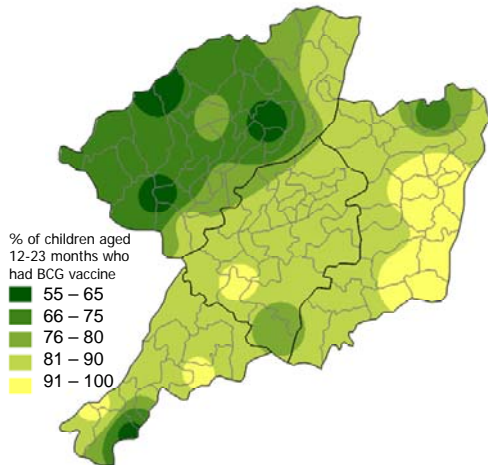 % of children aged
12-23 months who
had BCG vaccine
55 – 65
66 – 75
76 – 80
81 – 90
91 – 100